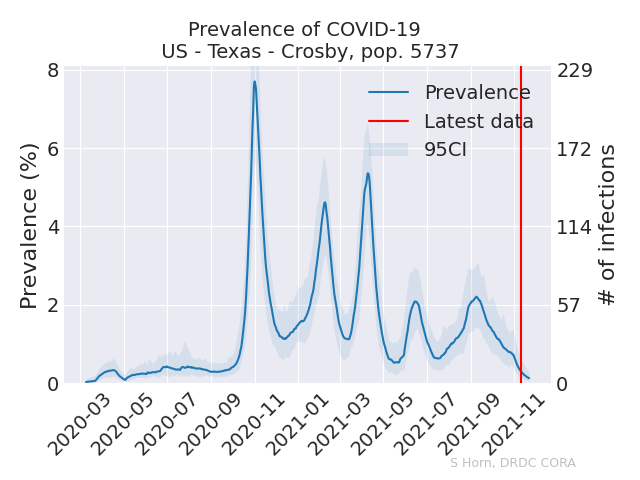 Prevalence of COVID-19
US - Texas - Crosby, pop. 5737
8
6
4
2
0
Prevalence (%)
229
172
114
57
0
# of infections
Prevalence
Latest data
95CI
2020-03
2020-05
2020-07
2020-09
2020-11
2021-01
2021-03
2021-05
2021-07
2021-09
2021-11
S Horn, DRDC CORA